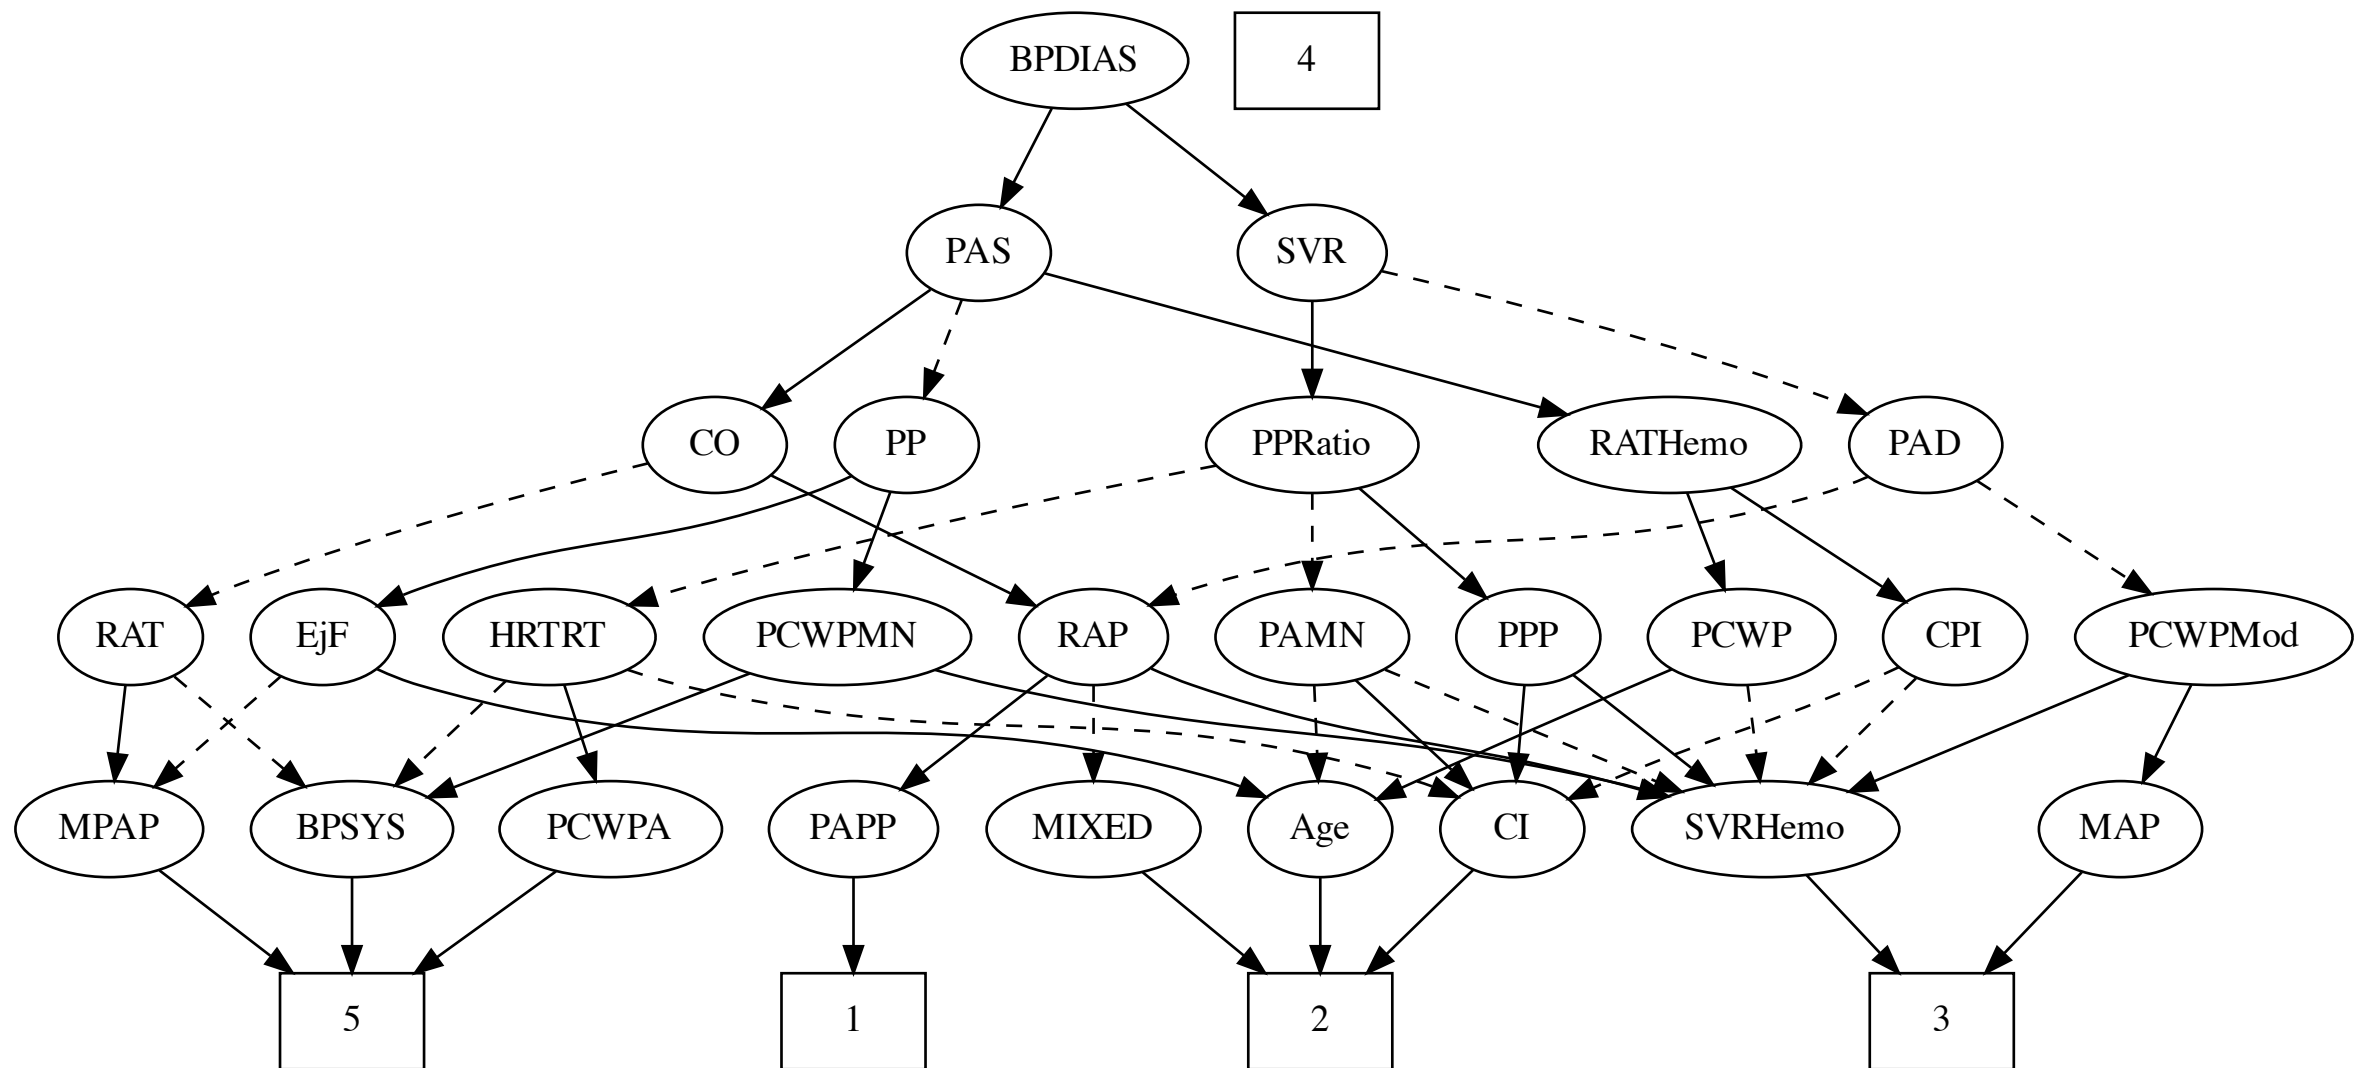 BPDIAS
4
PAS
SVR
CO
PP
PPRatio
RATHemo
PAD
RAT
EjF
HRTRT
PCWPMN
RAP
PAMN
PPP
PCWP
CPI
PCWPMod
MPAP
BPSYS
PCWPA
PAPP
MIXED
Age
CI
SVRHemo
MAP
5
1
2
3